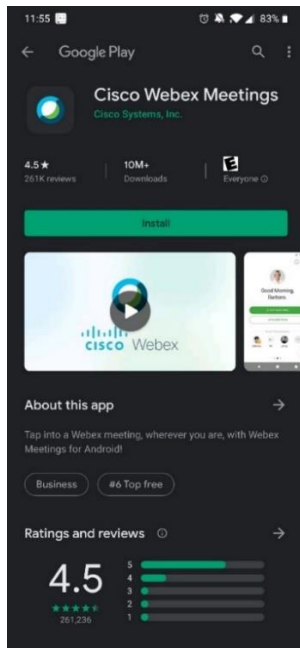 11:55 83%
Google Play
Cisco Webex Meetings
Cisco Systems, Inc.
4.5★ 10M+ E
261K reviews Downloads Everyone
Install
CISCO Webex
Good Morning,
Barbara.
About this app
Tap into a Webex meeting, wherever you are, with Webex
Meetings for Android!
Business #6 Top free
Ratings and reviews
4.5
261,236
5
4
3
2
1